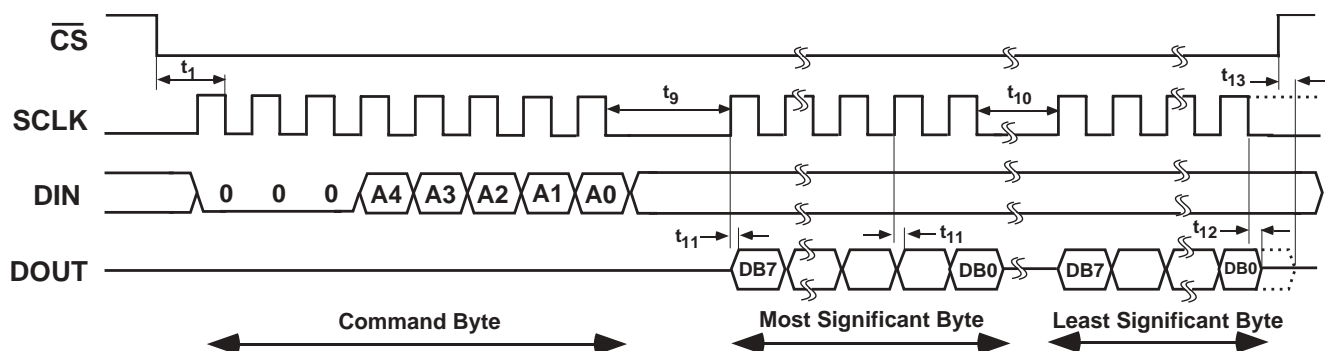 CS
t1
t13
SCLK
t9
t10
DIN
0 0 0 A4 A3 A2 A1 A0
t11
t11
t12
DOUT
DB7
DB0
DB7
DB0
Command Byte
Most Significant Byte
Least Significant Byte